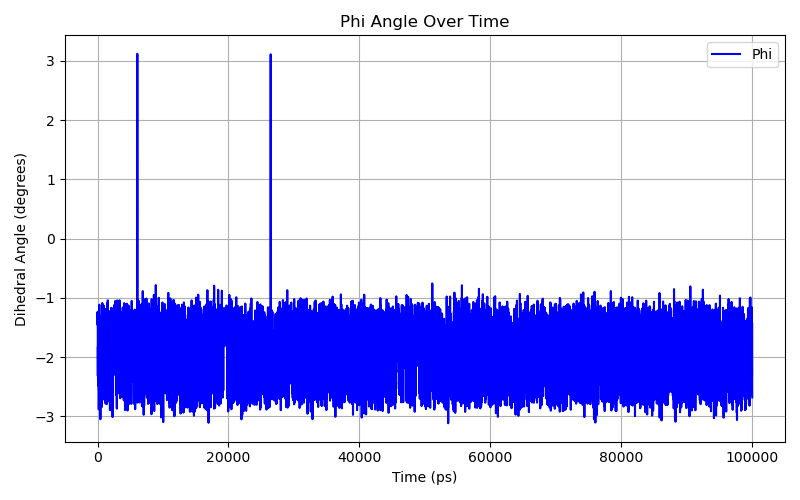 Phi Angle Over Time
Phi
3
2
1
0
−1
−2
−3
Dihedral Angle (degrees)
0 20000 40000 60000 80000 100000
Time (ps)